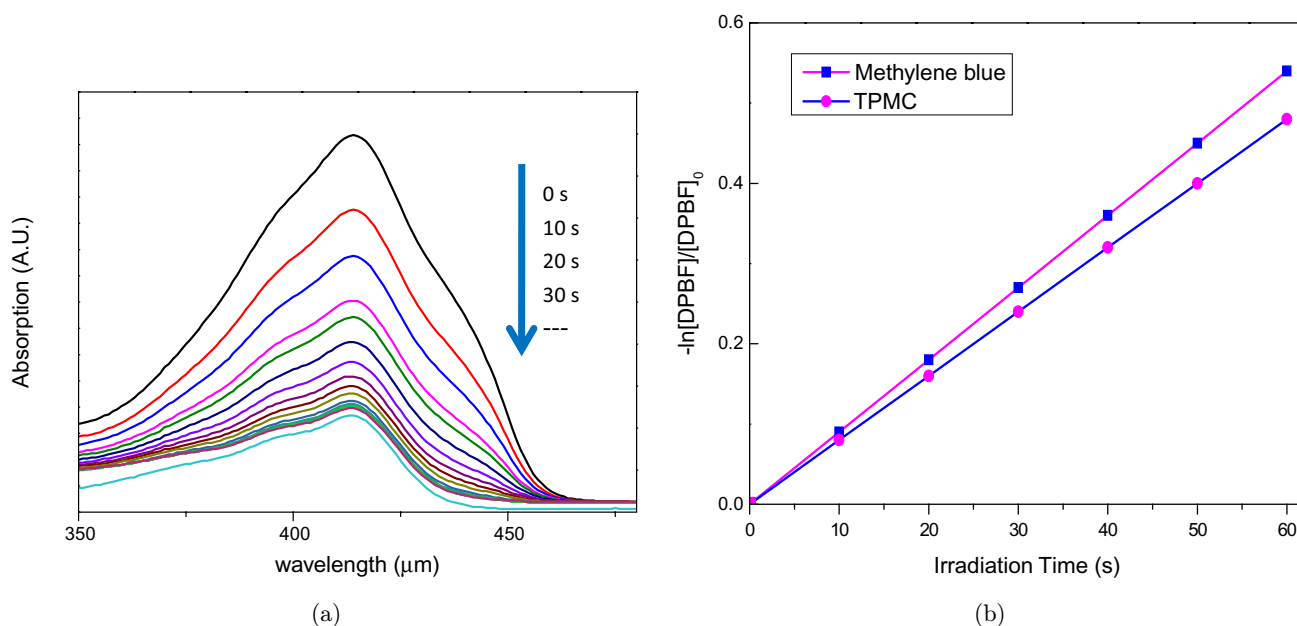 Absorption (A.U.)
0 s
10 s
20 s
30 s
---
350
400
450
wavelength (μm)
(a)
-ln[DPBF]/[DPBF]0
0.6
0.4
0.2
0.0
Methylene blue
TPMC
0
10
20
30
40
50
60
Irradiation Time (s)
(b)